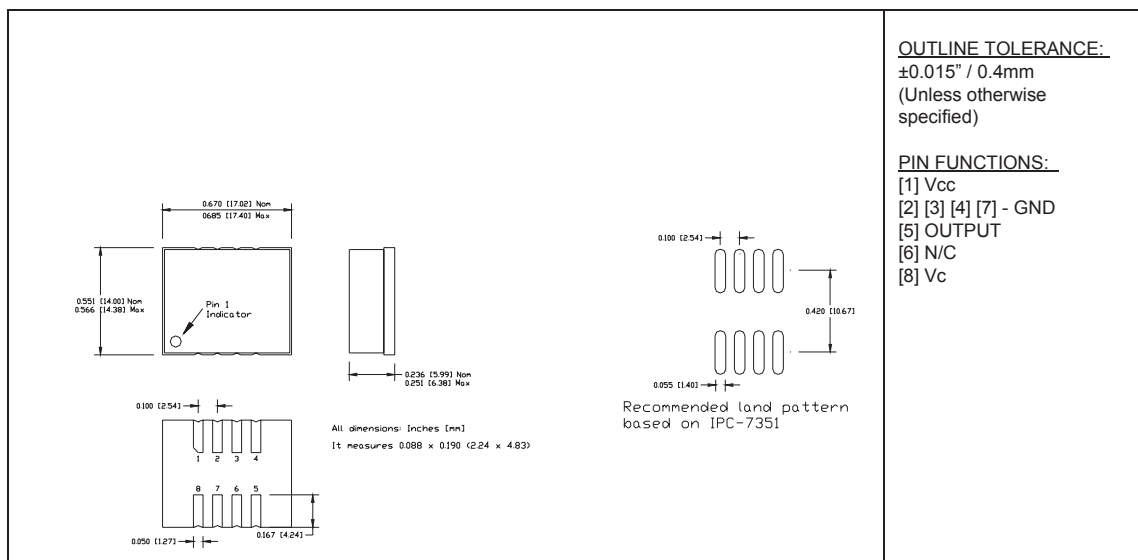 0.670 [17.02] Nom
0685 [17.40] Max
0.551 [14.00] Nom
0.566 [14.38] Max
Pin 1
Indicator
0.236 [5.99] Nom
0.251 [6.38] Max
0.100 [2.54]
1 2 3 4
8 7 6 5
0.167 [4.24]
0.050 [1.27]
All dimensions: Inches [mm]
It measures 0.088 x 0.190 (2.24 x 4.83)
0.100 [2.54]
0.420 [10.67]
0.055 [1.40]
Recommended land pattern
based on IPC-7351
OUTLINE TOLERANCE:
±0.015” / 0.4mm
(Unless otherwise
specified)
PIN FUNCTIONS:
[1] Vcc
[2] [3] [4] [7] - GND
[5] OUTPUT
[6] N/C
[8] Vc